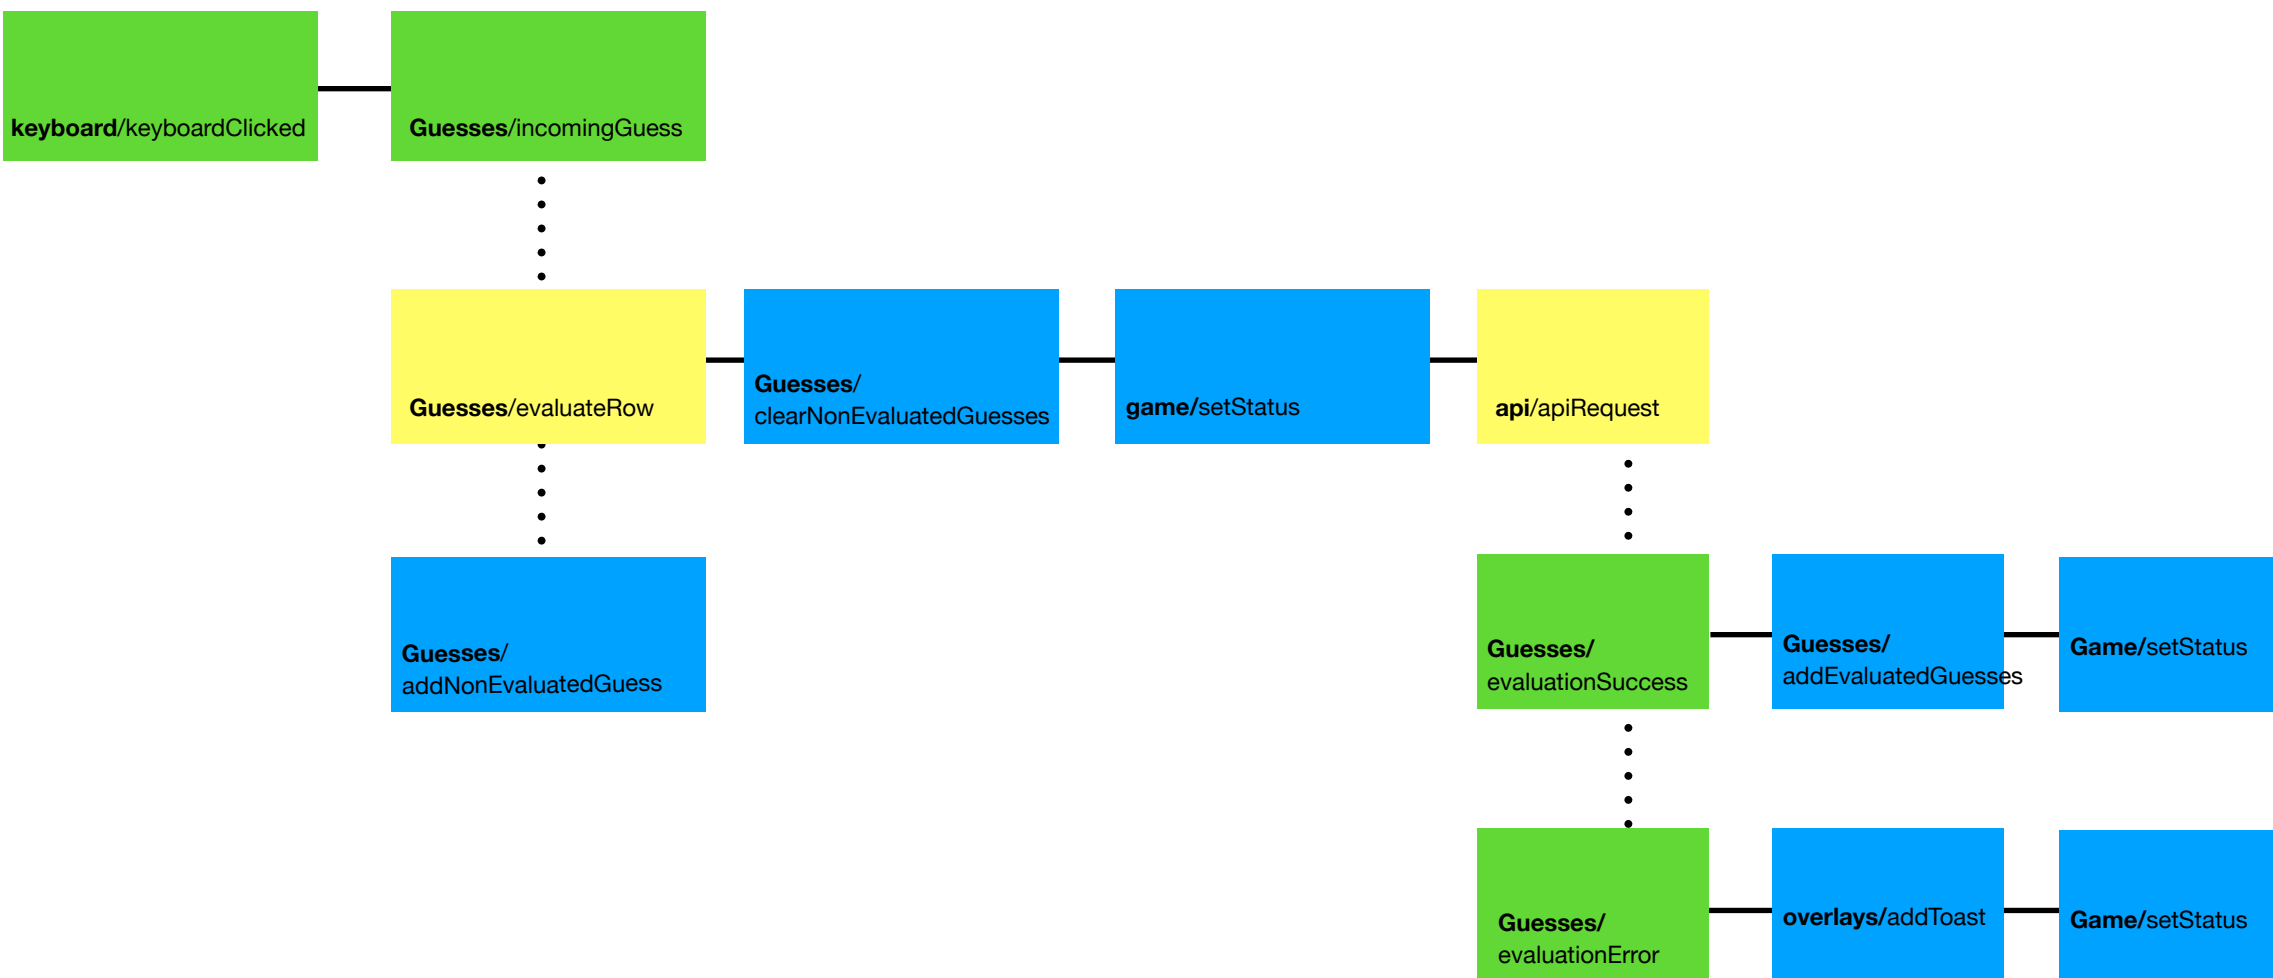 keyboard/keyboardClicked
Guesses/incomingGuess
Guesses/evaluateRow
Guesses/
clearNonEvaluatedGuesses
game/setStatus
api/apiRequest
Guesses/
addNonEvaluatedGuess
Guesses/
evaluationSuccess
Guesses/
addEvaluatedGuesses
Game/setStatus
Guesses/
evaluationError
overlays/addToast
Game/setStatus